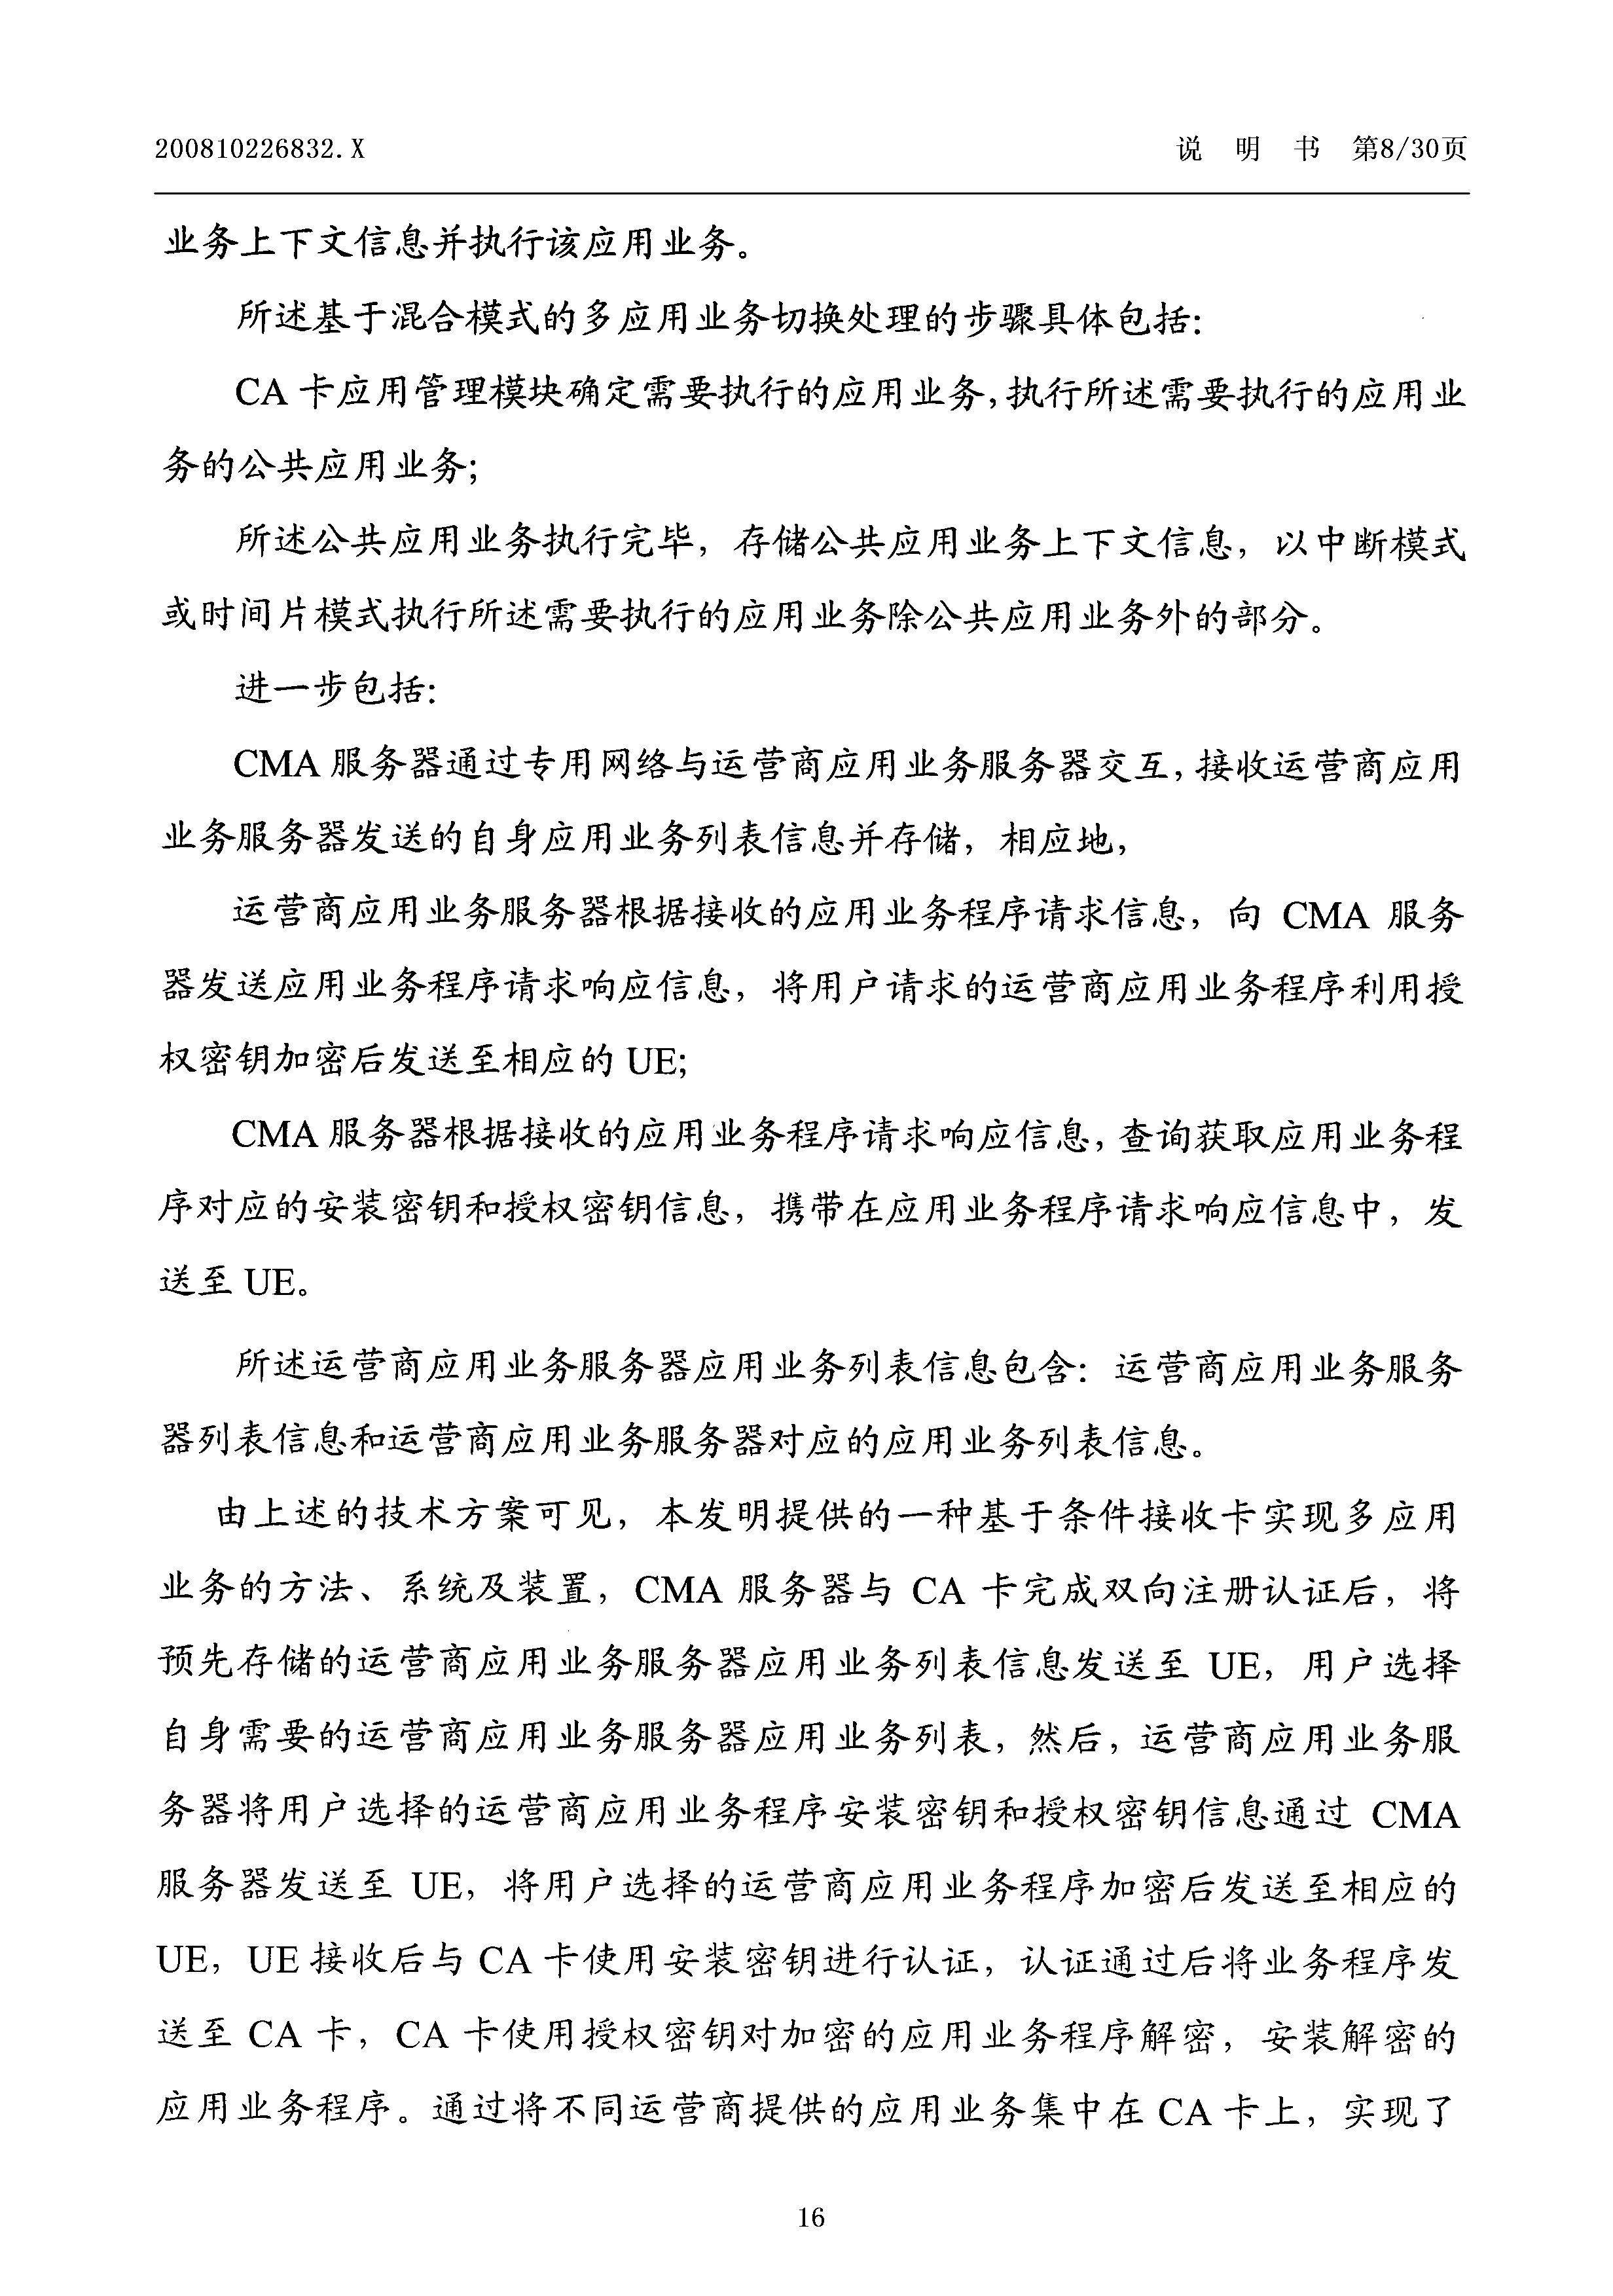 200810226832.X 说 明 书 第8/30页
业务上下文信息并执行该应用业务。
所述基于混合模式的多应用业务切换处理的步骤具体包括:
CA 卡应用管理模块确定需要执行的应用业务,执行所述需要执行的应用业
务的公共应用业务;
所述公共应用业务执行完毕，存储公共应用业务上下文信息，以中断模式
或时间片模式执行所述需要执行的应用业务除公共应用业务外的部分。
进一步包括:
CMA 服务器通过专用网络与运营商应用业务服务器交互,接收运营商应用
业务服务器发送的自身应用业务列表信息并存储，相应地，
运营商应用业务服务器根据接收的应用业务程序请求信息，向 CMA 服务
器发送应用业务程序请求响应信息，将用户请求的运营商应用业务程序利用授
权密钥加密后发送至相应的 UE;
CMA 服务器根据接收的应用业务程序请求响应信息,查询获取应用业务程
序对应的安装密钥和授权密钥信息，携带在应用业务程序请求响应信息中，发
送至 UE。
所述运营商应用业务服务器应用业务列表信息包含：运营商应用业务服务
器列表信息和运营商应用业务服务器对应的应用业务列表信息。
由上述的技术方案可见，本发明提供的一种基于条件接收卡实现多应用
业务的方法、系统及装置，CMA 服务器与 CA 卡完成双向注册认证后，将
预先存储的运营商应用业务服务器应用业务列表信息发送至 UE，用户选择
自身需要的运营商应用业务服务器应用业务列表，然后，运营商应用业务服
务器将用户选择的运营商应用业务程序安装密钥和授权密钥信息通过 CMA
服务器发送至 UE，将用户选择的运营商应用业务程序加密后发送至相应的
UE，UE 接收后与 CA 卡使用安装密钥进行认证，认证通过后将业务程序发
送至 CA 卡，CA 卡使用授权密钥对加密的应用业务程序解密，安装解密的
应用业务程序。通过将不同运营商提供的应用业务集中在 CA 卡上，实现了
16